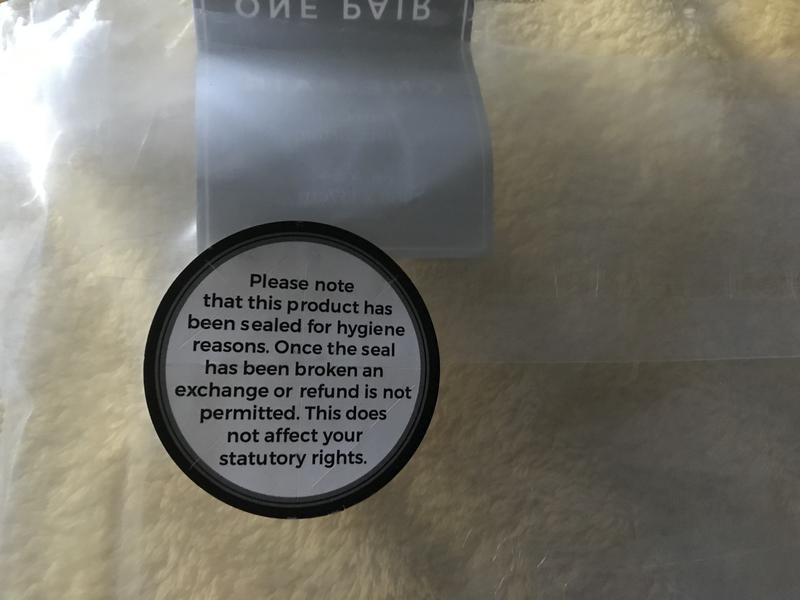 ONE PAIR
Please note
that this product has
been sealed for hygiene
reasons. Once the seal
has been broken an
exchange or refund is not
permitted. This does
not affect your
statutory rights.